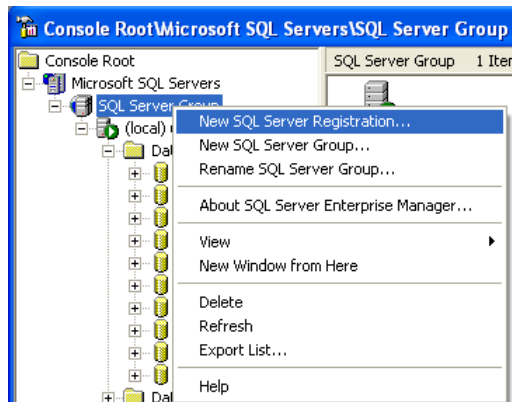 Console Root\Microsoft SQL Servers\SQL Server Group
Console Root
SQL Server Group 1 Iter
Microsoft SQL Servers
SQL Server Group
(local)
New SQL Server Registration...
New SQL Server Group...
Rename SQL Server Group...
About SQL Server Enterprise Manager...
View
New Window from Here
Delete
Refresh
Export List...
Help